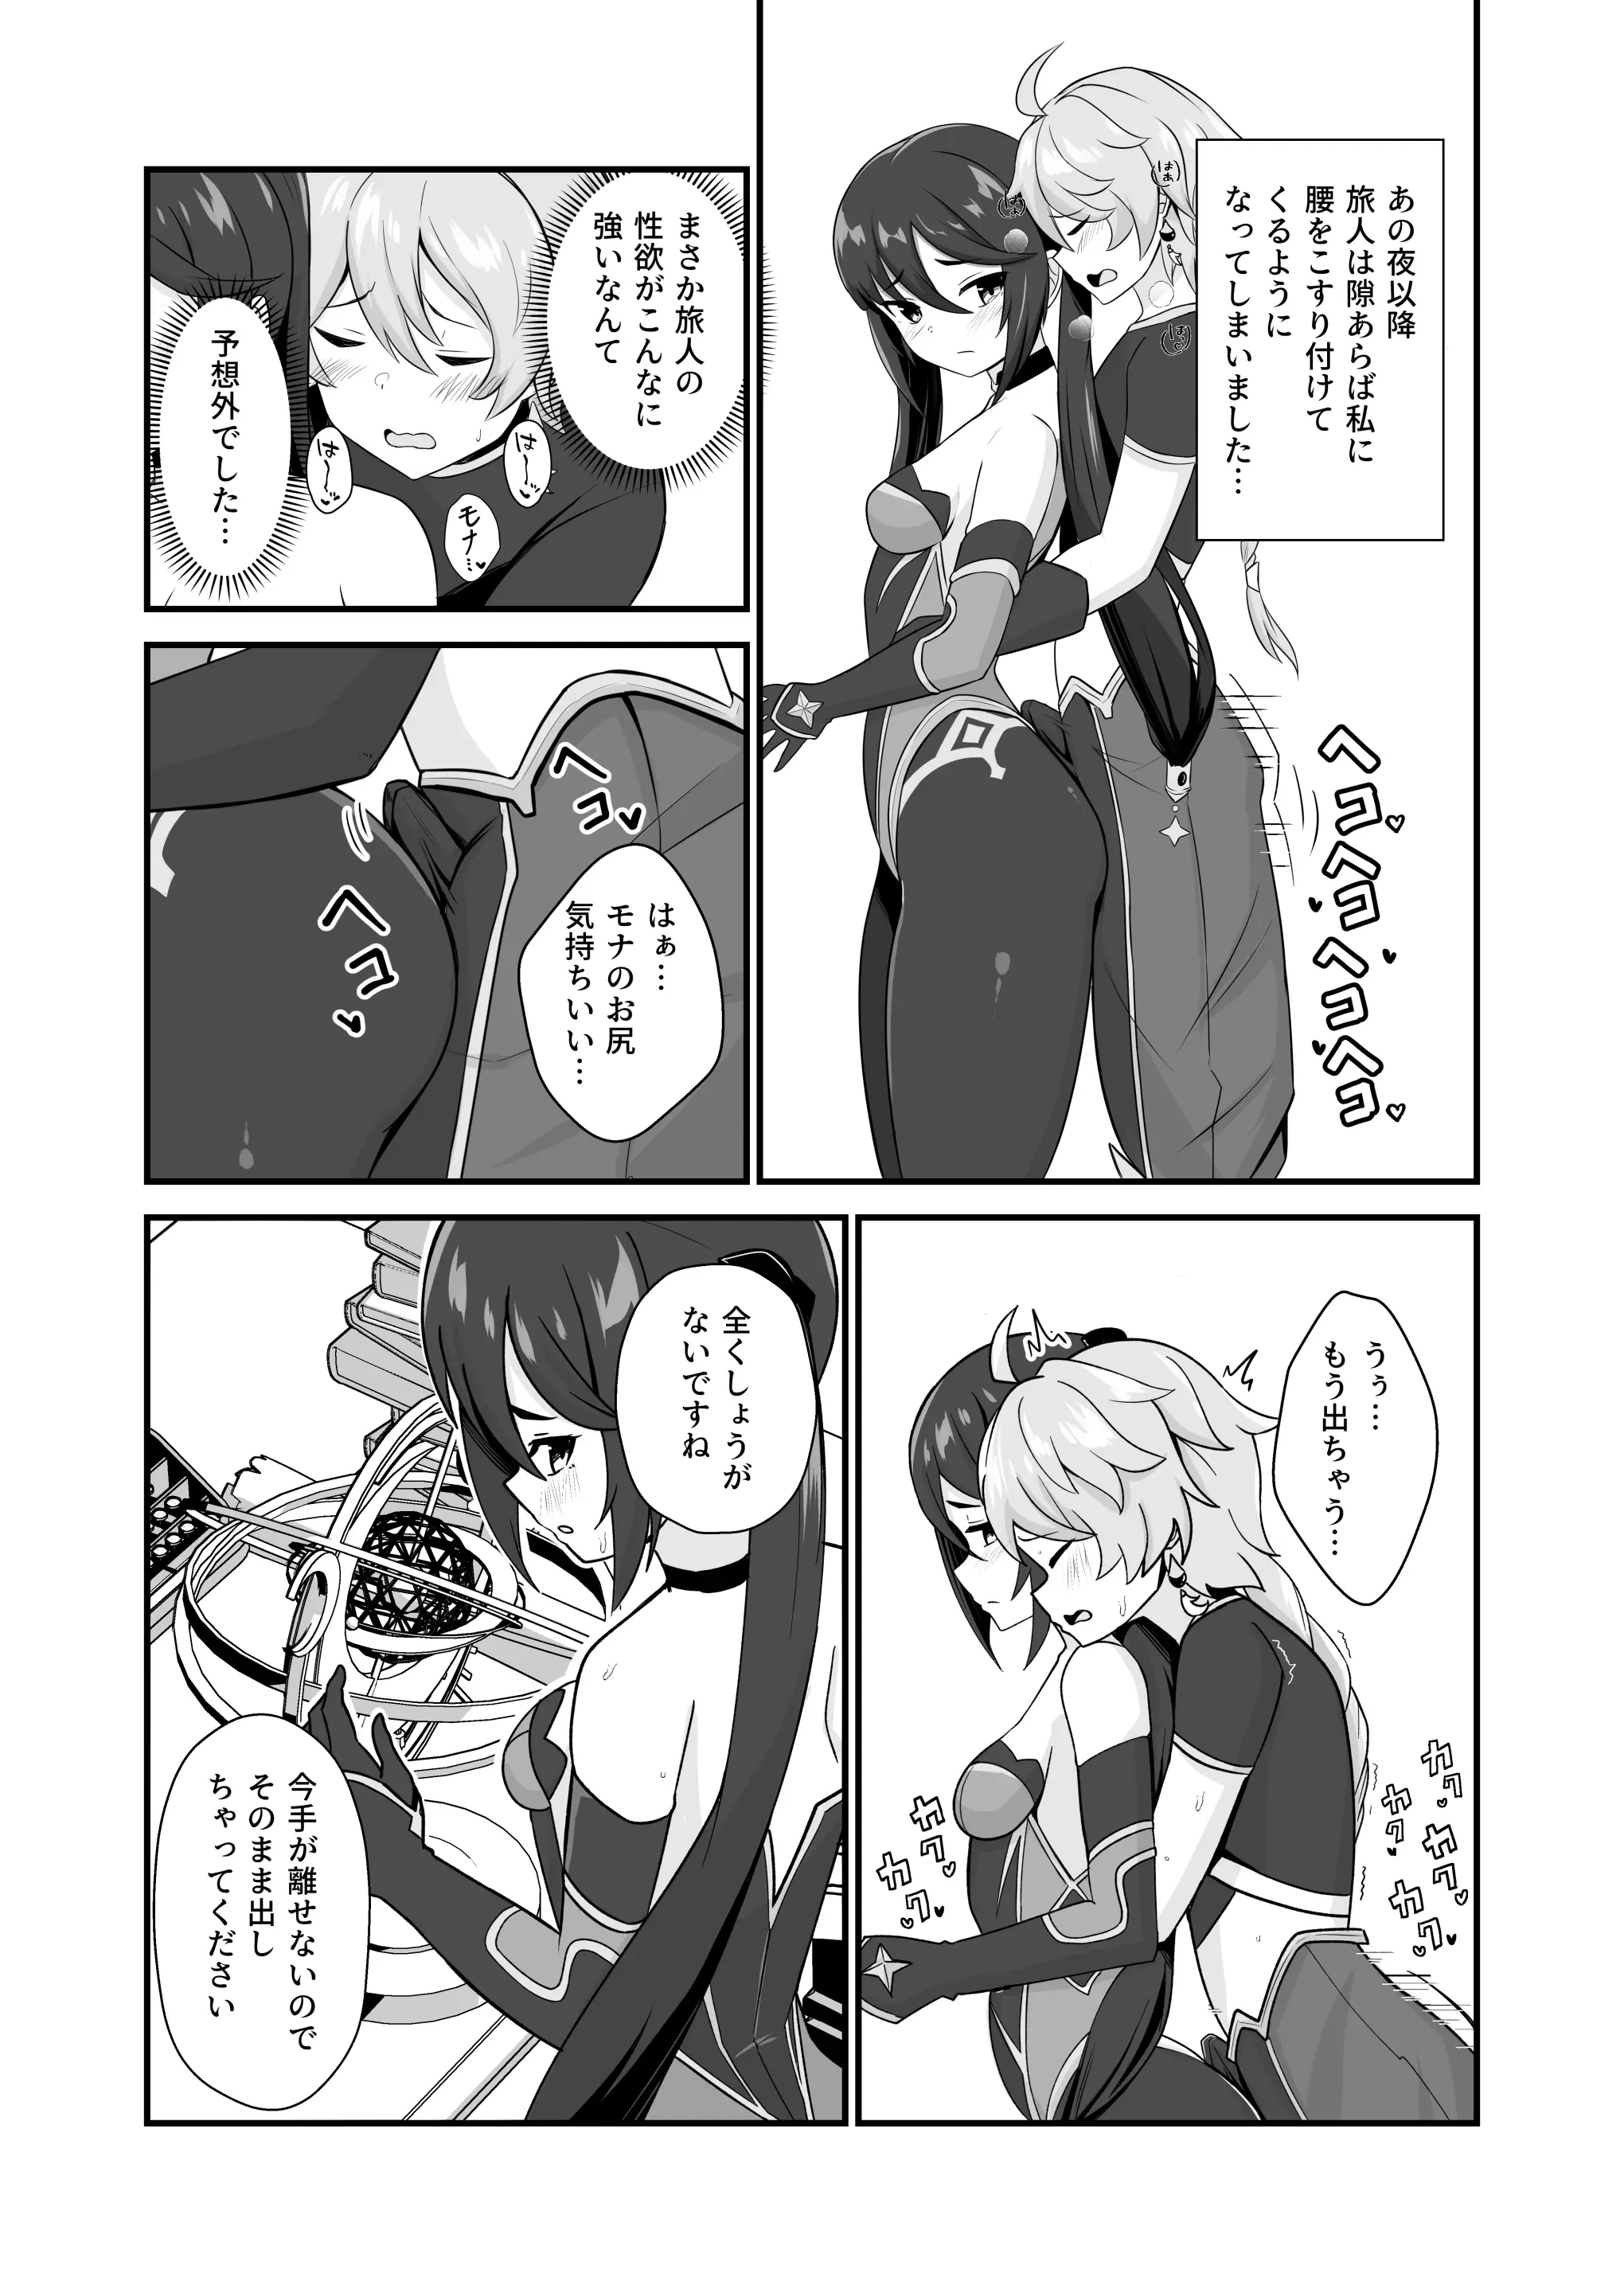 あの夜以降
旅人は隙あらば私に
腰をこすり付けて
くるように
なってしまいました…
はぁ
はぁ
はぁ
ヘコヘコヘコヘコ
まさか旅人の
性欲がこんなに
強いなんて
予想外でした…
は～
は～
モナ…
ヘコ
ヘコ
はぁ…
モナのお尻
気持ちいい…
うぅ…
もう出ちゃう…
カクカクカクカク
カクカク
全くしょうが
ないですね
今手が離せないので
そのまま出し
ちゃってください